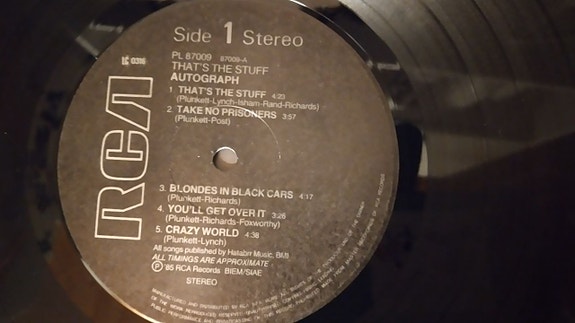 Side 1 Stereo
PL 87009 87009-A
LC 0316
THAT'S THE STUFF
AUTOGRAPH
1 THAT'S THE STUFF 4:23
(Plunkett-Lynch-Isham-Rand-Richards)
2. TAKE NO PRISONERS 3:57
(Plunkett-Post)
RCA
3. BLONDES IN BLACK CARS 4:17
(Plunkett-Richards)
4. YOU'LL GET OVER IT 3:26
(Plunkett-Richards-Foxworthy)
5. CRAZY WORLD 4:38
(Plunkett-Lynch)
All songs published by Hatabrr Music, BMI
ALL TIMINGS ARE APPROXIMATE
℗ '85 RCA Records BIEM/SIAE
STEREO